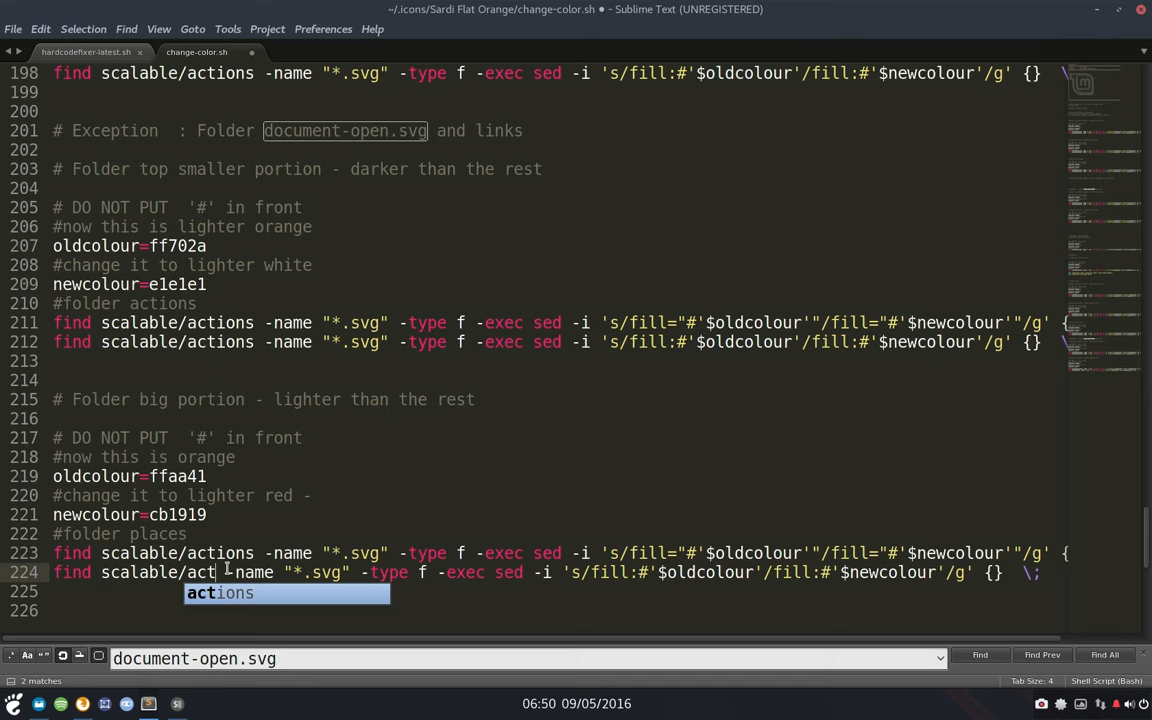 ~/.icons/Sardi Flat Orange/change-color.sh • - Sublime Text (UNREGISTERED)
File Edit Selection Find View Goto Tools Project Preferences Help
hardcodefixer-latest.sh × change-color.sh
198 find scalable/actions -name "*.svg" -type f -exec sed -i 's/fill:#'$oldcolour'/fill:#'$newcolour'/g' {}  \
199
200
201 # Exception  : Folder document-open.svg and links
202
203 # Folder top smaller portion - darker than the rest
204
205 # DO NOT PUT  '#' in front
206 #now this is lighter orange
207 oldcolour=ff702a
208 #change it to lighter white
209 newcolour=e1e1e1
210 #folder actions
211 find scalable/actions -name "*.svg" -type f -exec sed -i 's/fill="#'$oldcolour'"/fill="#'$newcolour'"/g' {
212 find scalable/actions -name "*.svg" -type f -exec sed -i 's/fill:#'$oldcolour'/fill:#'$newcolour'/g' {}  \
213
214
215 # Folder big portion - lighter than the rest
216
217 # DO NOT PUT  '#' in front
218 #now this is orange
219 oldcolour=ffaa41
220 #change it to lighter red -
221 newcolour=cb1919
222 #folder places
223 find scalable/actions -name "*.svg" -type f -exec sed -i 's/fill="#'$oldcolour'"/fill="#'$newcolour'"/g' {
224 find scalable/act -name "*.svg" -type f -exec sed -i 's/fill:#'$oldcolour'/fill:#'$newcolour'/g' {}  \;
225 actions
226
.* Aa “” document-open.svg Find Find Prev Find All
2 matches Tab Size: 4 Shell Script (Bash)
06:50 09/05/2016